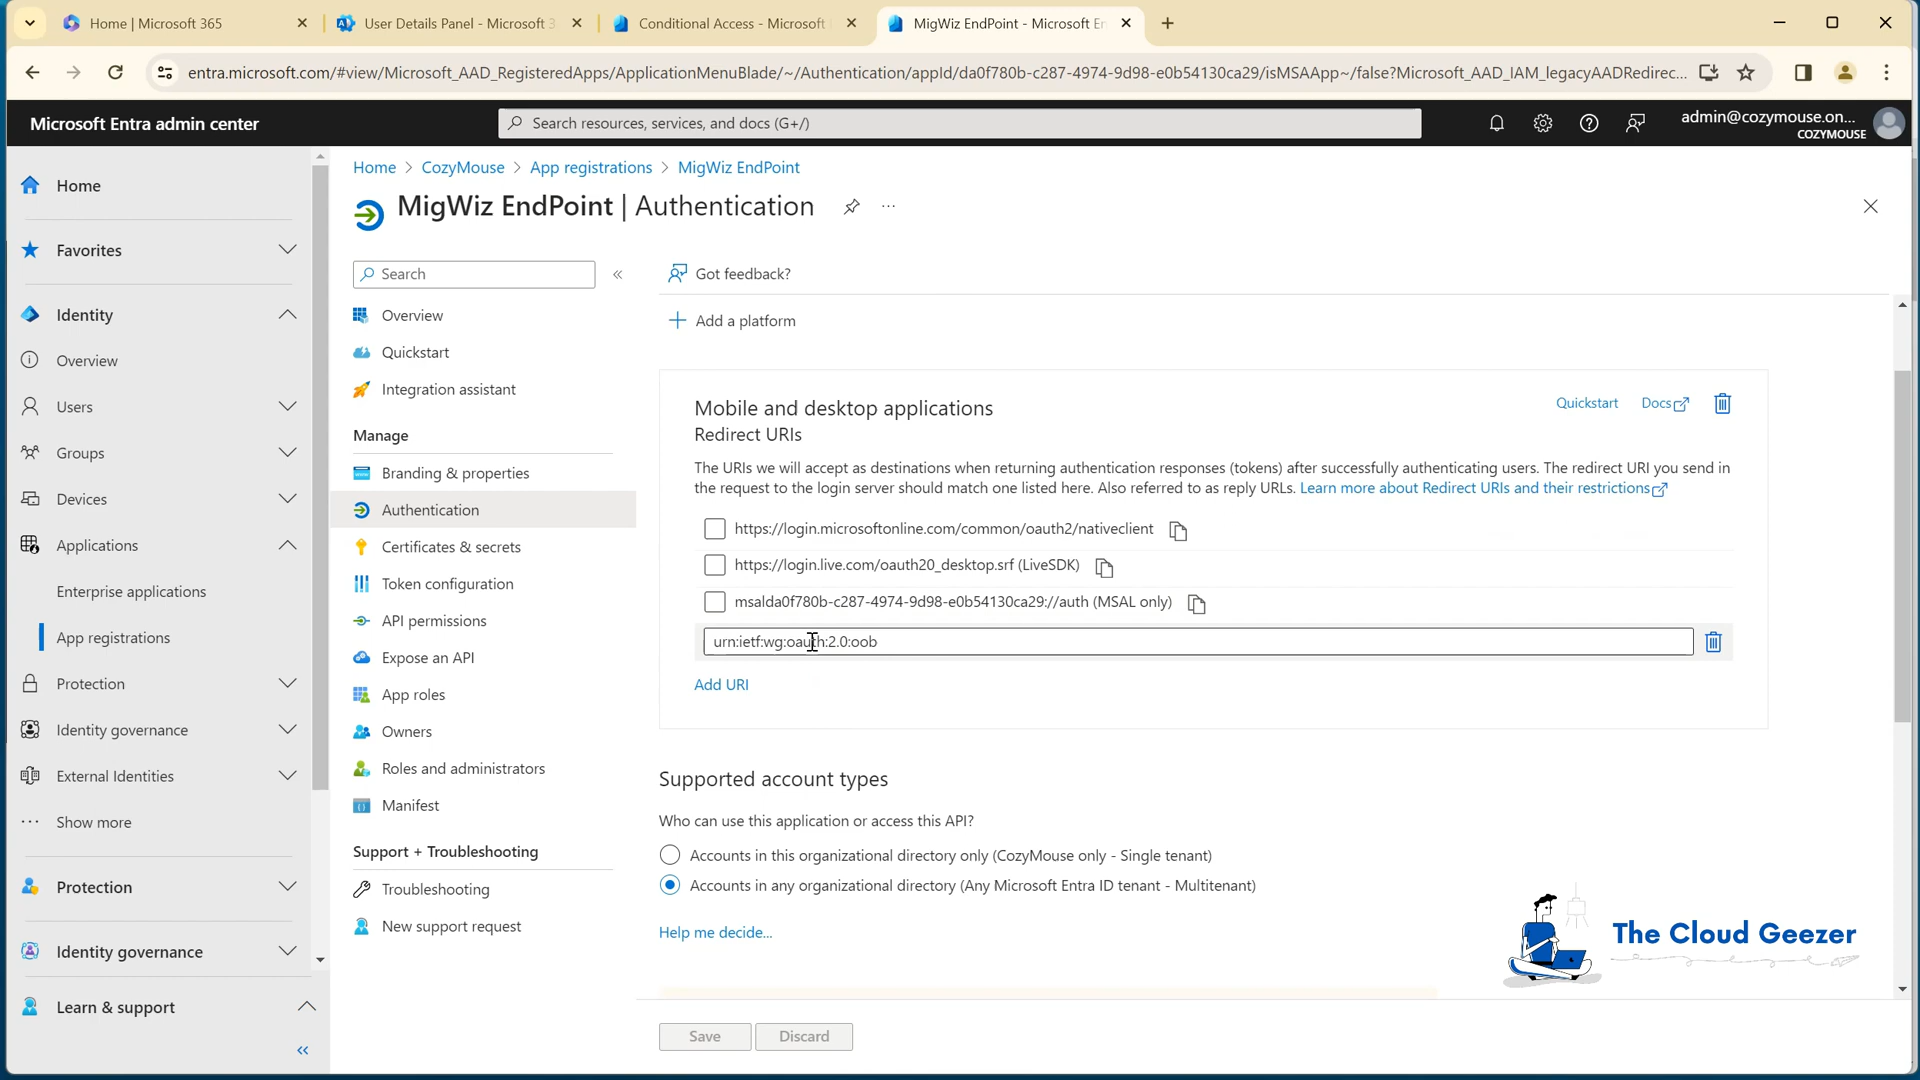 Home | Microsoft 365
User Details Panel - Microsoft 3
Conditional Access - Microsoft
MigWiz EndPoint - Microsoft En
entra.microsoft.com/#view/Microsoft_AAD_RegisteredApps/ApplicationMenuBlade/~/Authentication/appId/da0f780b-c287-4974-9d98-e0b54130ca29/isMSAApp~/false?Microsoft_AAD_IAM_legacyAADRedirec...
Microsoft Entra admin center
Search resources, services, and docs (G+/)
admin@cozymouse.on...
COZYMOUSE
Home
Favorites
Identity
Overview
Users
Groups
Devices
Applications
Enterprise applications
App registrations
Protection
Identity governance
External Identities
Show more
Protection
Identity governance
Learn & support
Home > CozyMouse > App registrations > MigWiz EndPoint
MigWiz EndPoint | Authentication
Search
Overview
Quickstart
Integration assistant
Manage
Branding & properties
Authentication
Certificates & secrets
Token configuration
API permissions
Expose an API
App roles
Owners
Roles and administrators
Manifest
Support + Troubleshooting
Troubleshooting
New support request
Got feedback?
Add a platform
Mobile and desktop applications
Quickstart Docs
Redirect URIs
The URIs we will accept as destinations when returning authentication responses (tokens) after successfully authenticating users. The redirect URI you send in
the request to the login server should match one listed here. Also referred to as reply URLs. Learn more about Redirect URIs and their restrictions
https://login.microsoftonline.com/common/oauth2/nativeclient
https://login.live.com/oauth20_desktop.srf (LiveSDK)
msalda0f780b-c287-4974-9d98-e0b54130ca29://auth (MSAL only)
urn:ietf:wg:oauth:2.0:oob
Add URI
Supported account types
Who can use this application or access this API?
Accounts in this organizational directory only (CozyMouse only - Single tenant)
Accounts in any organizational directory (Any Microsoft Entra ID tenant - Multitenant)
Help me decide...
The Cloud Geezer
Save Discard